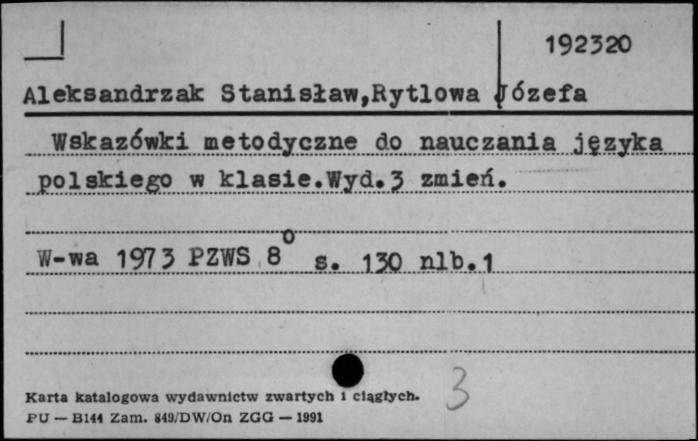 192320
Aleksandrzak Stanisław,Rytlowa Józefa
Wskazówki metodyczne do nauczania języka
polskiego w klasie.Wyd.3 zmień.
W-wa 1973 PZWS 8° s. 130 nlb.1
3
Karta katalogowa wydawnictw zwartych i ciągłych.
PU — B144 Zam. 849/DW/On ZGG — 1991